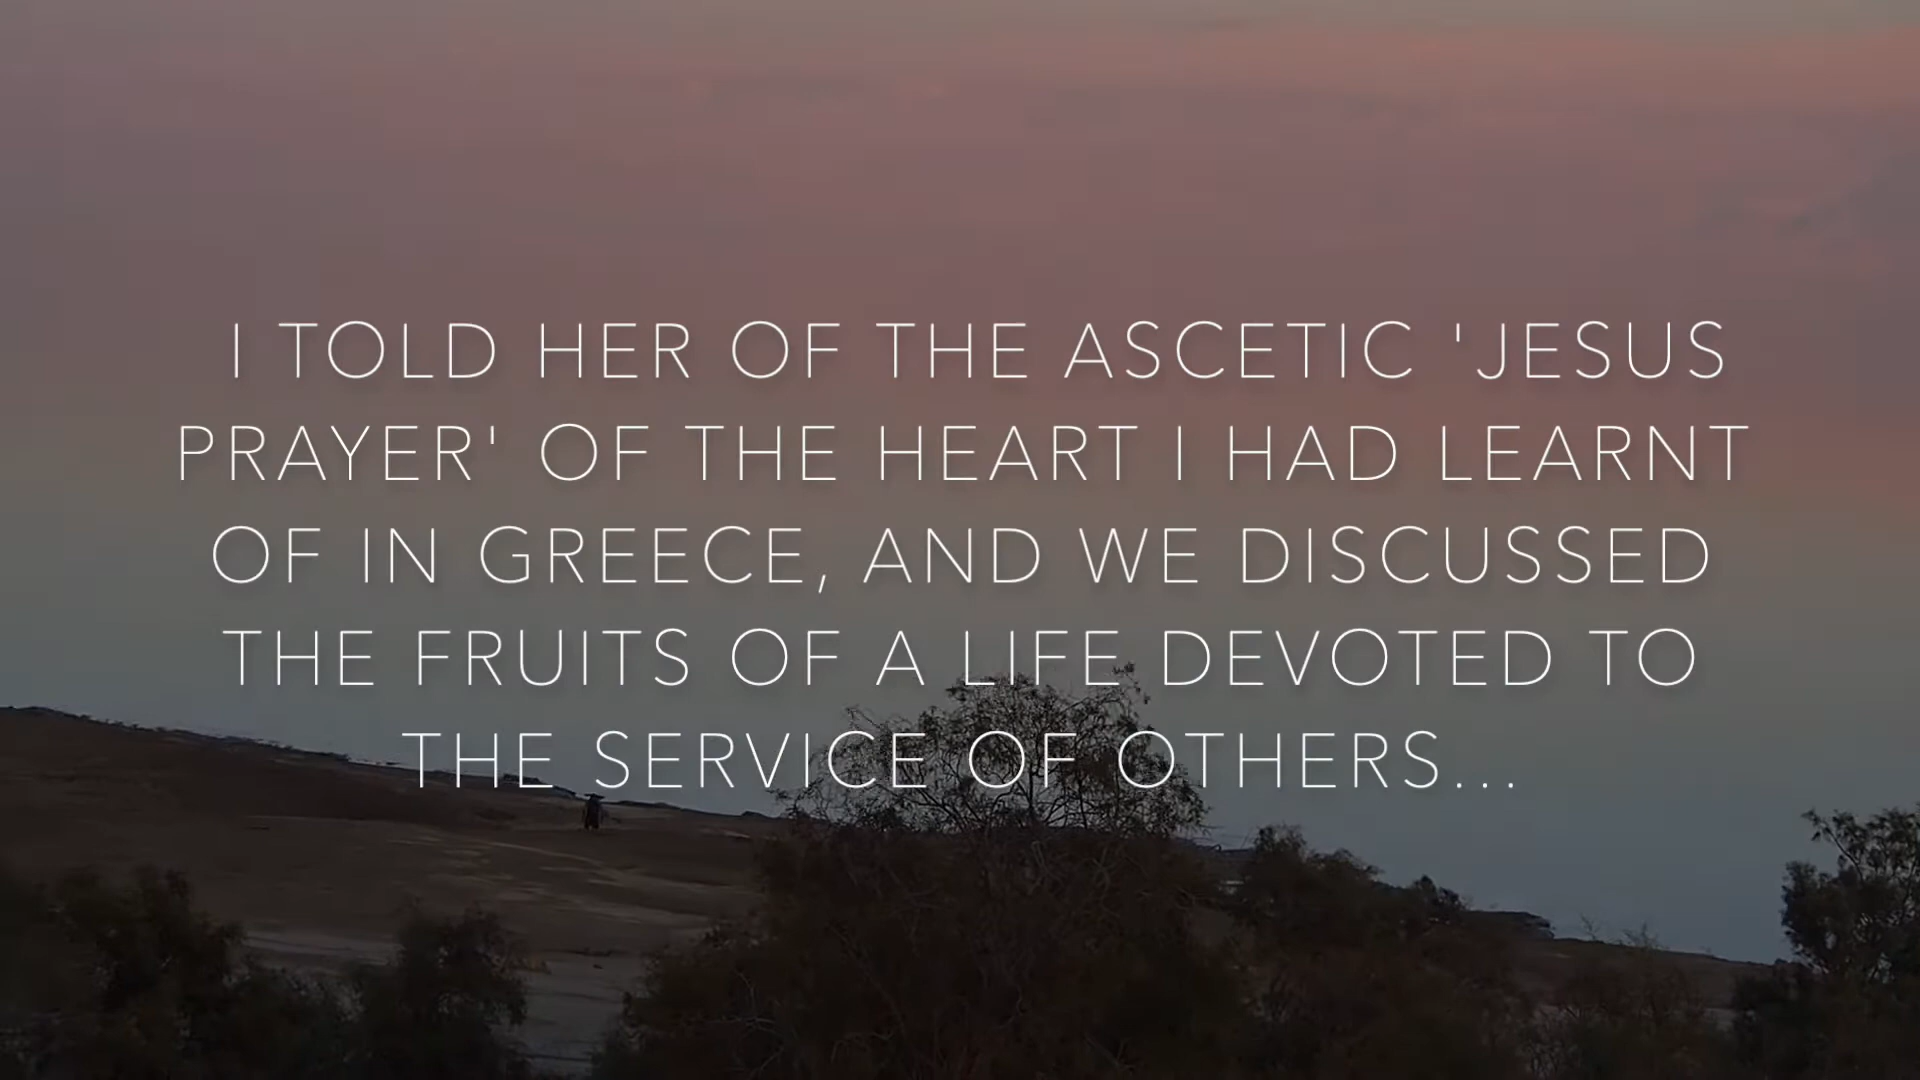 I TOLD HER OF THE ASCETIC 'JESUS
PRAYER' OF THE HEART I HAD LEARNT
OF IN GREECE, AND WE DISCUSSED
THE FRUITS OF A LIFE DEVOTED TO
THE SERVICE OF OTHERS...